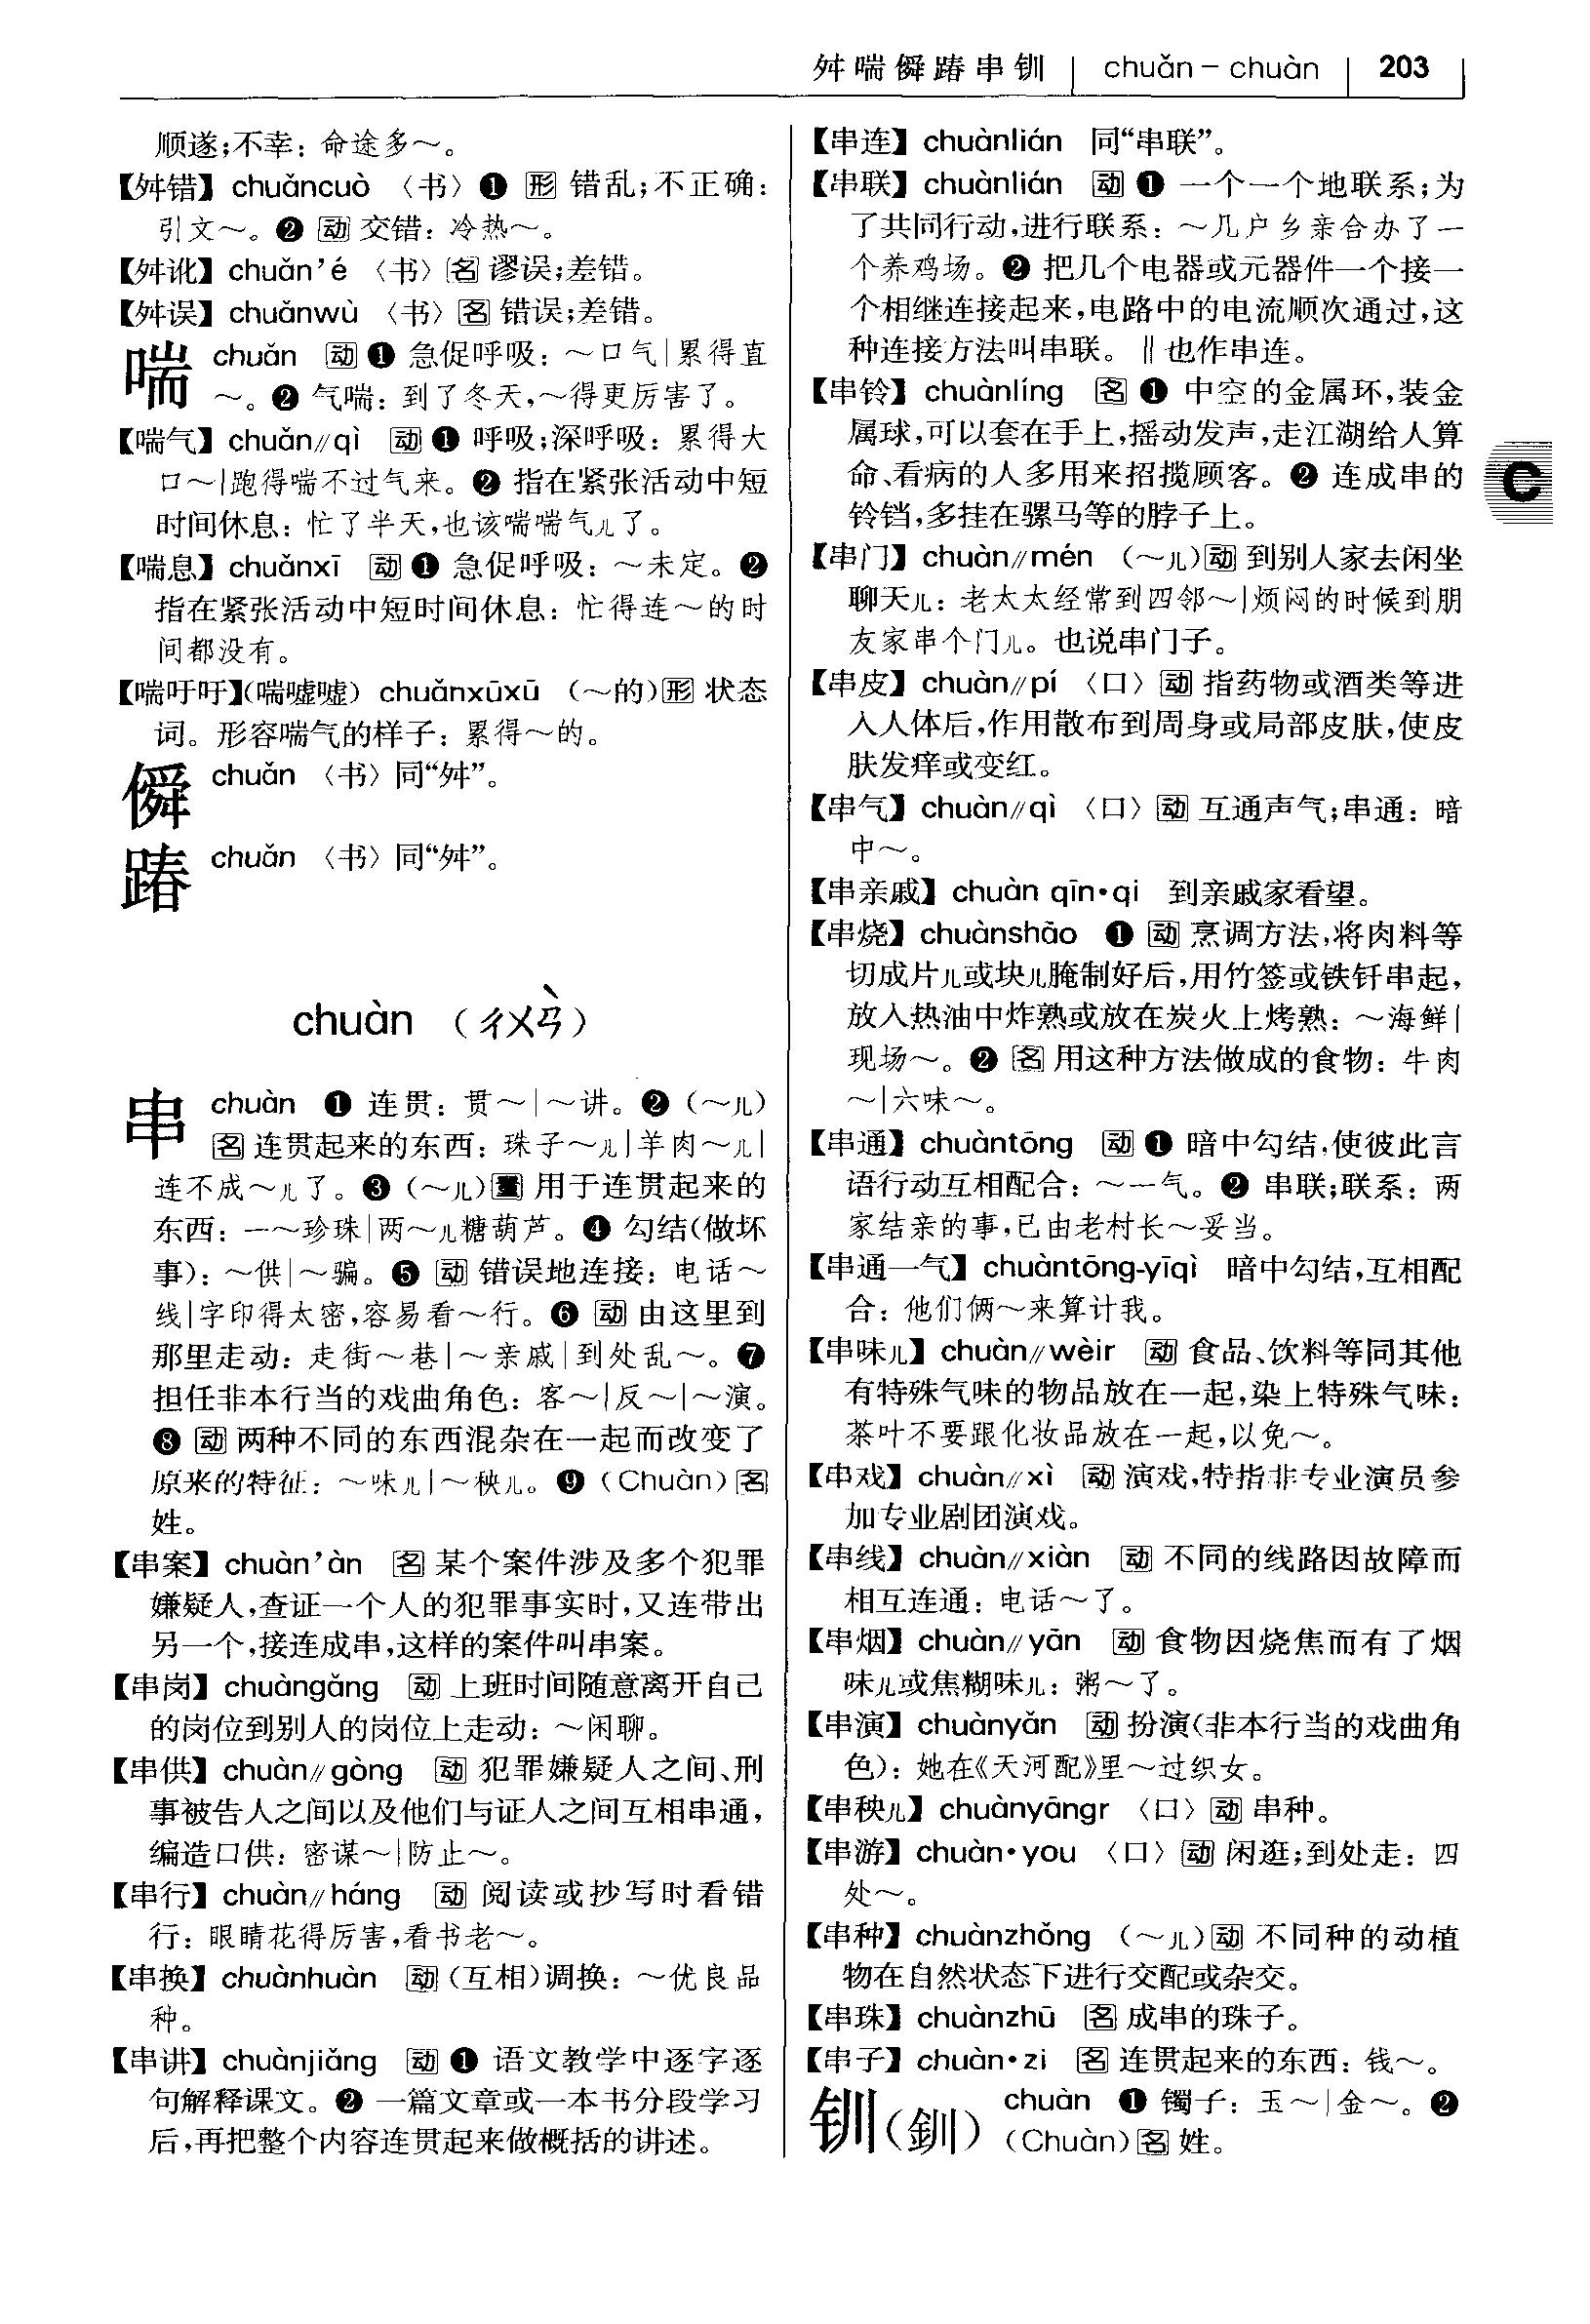 舛喘僢踳串钏 chuǎn－chuàn 203
顺遂；不幸：命途多～。
【舛错】chuǎncuò 〈书〉❶ 形 错乱；不正确：
引文～。❷ 动 交错：冷热～。
【舛讹】chuǎn’é 〈书〉名 谬误；差错。
【舛误】chuǎnwù 〈书〉名 错误；差错。
喘 chuǎn 动 ❶ 急促呼吸：～口气|累得直
～。❷ 气喘：到了冬天，～得更厉害了。
【喘气】chuǎn//qì 动 ❶ 呼吸；深呼吸：累得大
口～|跑得喘不过气来。❷ 指在紧张活动中短
时间休息：忙了半天，也该喘喘气儿了。
【喘息】chuǎnxī 动 ❶ 急促呼吸：～未定。❷
指在紧张活动中短时间休息：忙得连～的时
间都没有。
【喘吁吁】（喘嘘嘘）chuǎnxūxū （～的）形 状态
词。形容喘气的样子：累得～的。
僢 chuǎn 〈书〉同“舛”。
踳 chuǎn 〈书〉同“舛”。
chuàn （ㄔㄨㄢˋ）
串 chuàn ❶ 连贯：贯～|～讲。❷（～儿）
名 连贯起来的东西：珠子～儿|羊肉～儿|
连不成～儿了。❸（～儿）量 用于连贯起来的
东西：一～珍珠|两～儿糖葫芦。❹ 勾结（做坏
事）：～供|～骗。❺ 动 错误地连接：电话～
线|字印得太密，容易看～行。❻ 动 由这里到
那里走动：走街～巷|～亲戚|到处乱～。❼
担任非本行当的戏曲角色：客～|反～|～演。
❽ 动 两种不同的东西混杂在一起而改变了
原来的特征：～味儿|～秧儿。❾（Chuàn）名
姓。
【串案】chuàn’àn 名 某个案件涉及多个犯罪
嫌疑人，查证一个人的犯罪事实时，又连带出
另一个，接连成串，这样的案件叫串案。
【串岗】chuàngǎng 动 上班时间随意离开自己
的岗位到别人的岗位上走动：～闲聊。
【串供】chuàn//gòng 动 犯罪嫌疑人之间、刑
事被告人之间以及他们与证人之间互相串通，
编造口供：密谋～|防止～。
【串行】chuàn//háng 动 阅读或抄写时看错
行：眼睛花得厉害，看书老～。
【串换】chuànhuàn 动（互相）调换：～优良品
种。
【串讲】chuànjiǎng 动 ❶ 语文教学中逐字逐
句解释课文。❷ 一篇文章或一本书分段学习
后，再把整个内容连贯起来做概括的讲述。
【串连】chuànlián 同“串联”。
【串联】chuànlián 动 ❶ 一个一个地联系；为
了共同行动，进行联系：～几户乡亲合办了一
个养鸡场。❷ 把几个电器或元器件一个接一
个相继连接起来，电路中的电流顺次通过，这
种连接方法叫串联。‖也作串连。
【串铃】chuànlíng 名 ❶ 中空的金属环，装金
属球，可以套在手上，摇动发声，走江湖给人算
命、看病的人多用来招揽顾客。❷ 连成串的
铃铛，多挂在骡马等的脖子上。
C
【串门】chuàn//mén （～儿）动 到别人家去闲坐
聊天儿：老太太经常到四邻～|烦闷的时候到朋
友家串个门儿。也说串门子。
【串皮】chuàn//pí 〈口〉动 指药物或酒类等进
入人体后，作用散布到周身或局部皮肤，使皮
肤发痒或变红。
【串气】chuàn//qì 〈口〉动 互通声气；串通：暗
中～。
【串亲戚】chuàn qīn·qi 到亲戚家看望。
【串烧】chuànshāo ❶ 动 烹调方法，将肉料等
切成片儿或块儿腌制好后，用竹签或铁钎串起，
放入热油中炸熟或放在炭火上烤熟：～海鲜|
现场～。❷ 名 用这种方法做成的食物：牛肉
～|六味～。
【串通】chuàntōng 动 ❶ 暗中勾结，使彼此言
语行动互相配合：～一气。❷ 串联；联系：两
家结亲的事，已由老村长～妥当。
【串通一气】chuàntōng-yīqì 暗中勾结，互相配
合：他们俩～来算计我。
【串味儿】chuàn//wèir 动 食品、饮料等同其他
有特殊气味的物品放在一起，染上特殊气味：
茶叶不要跟化妆品放在一起，以免～。
【串戏】chuàn//xì 动 演戏，特指非专业演员参
加专业剧团演戏。
【串线】chuàn//xiàn 动 不同的线路因故障而
相互连通：电话～了。
【串烟】chuàn//yān 动 食物因烧焦而有了烟
味儿或焦糊味儿：粥～了。
【串演】chuànyǎn 动 扮演（非本行当的戏曲角
色）：她在《天河配》里～过织女。
【串秧儿】chuànyāngr 〈口〉动 串种。
【串游】chuàn·you 〈口〉动 闲逛；到处走：四
处～。
【串种】chuànzhǒng （～儿）动 不同种的动植
物在自然状态下进行交配或杂交。
【串珠】chuànzhū 名 成串的珠子。
【串子】chuàn·zi 名 连贯起来的东西：钱～。
钏（釧） chuàn ❶ 镯子：玉～|金～。❷
（Chuàn）名 姓。